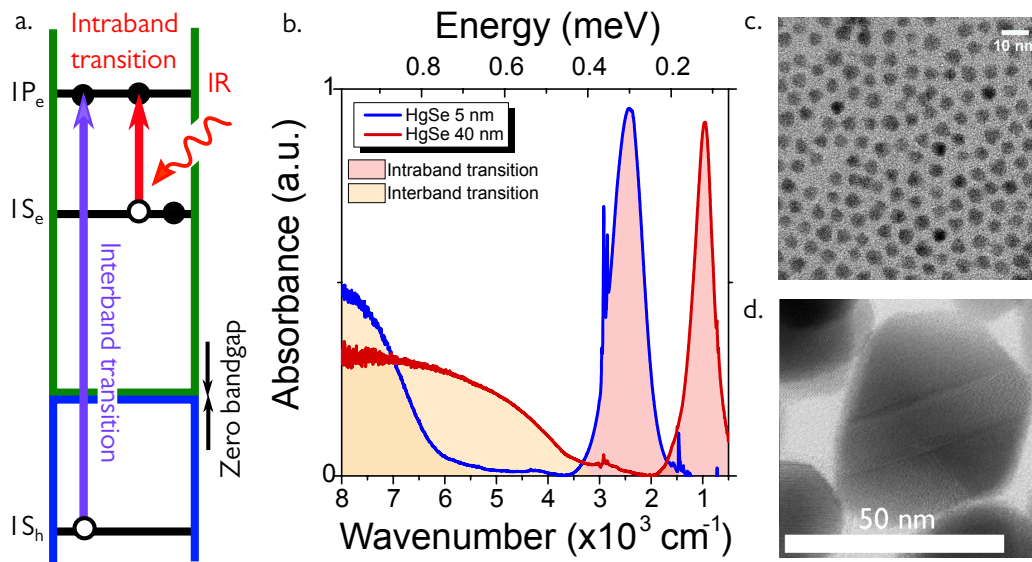 a.
Intraband
transition
IR
1Pe
1Se
Interband transition
Zero bandgap
1Sh
b.
Energy (meV)
0.8 0.6 0.4 0.2
1
HgSe 5 nm
HgSe 40 nm
Intraband transition
Interband transition
Absorbance (a.u.)
0
8 7 6 5 4 3 2 1
Wavenumber (x10³ cm⁻¹)
c.
10 nm
d.
50 nm